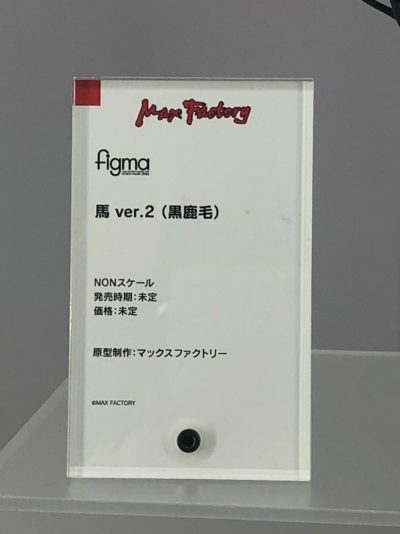 Max Factory
figma
馬 ver.2（黒鹿毛）
NONスケール
発売時期：未定
価格：未定
原型制作：マックスファクトリー
©MAX FACTORY